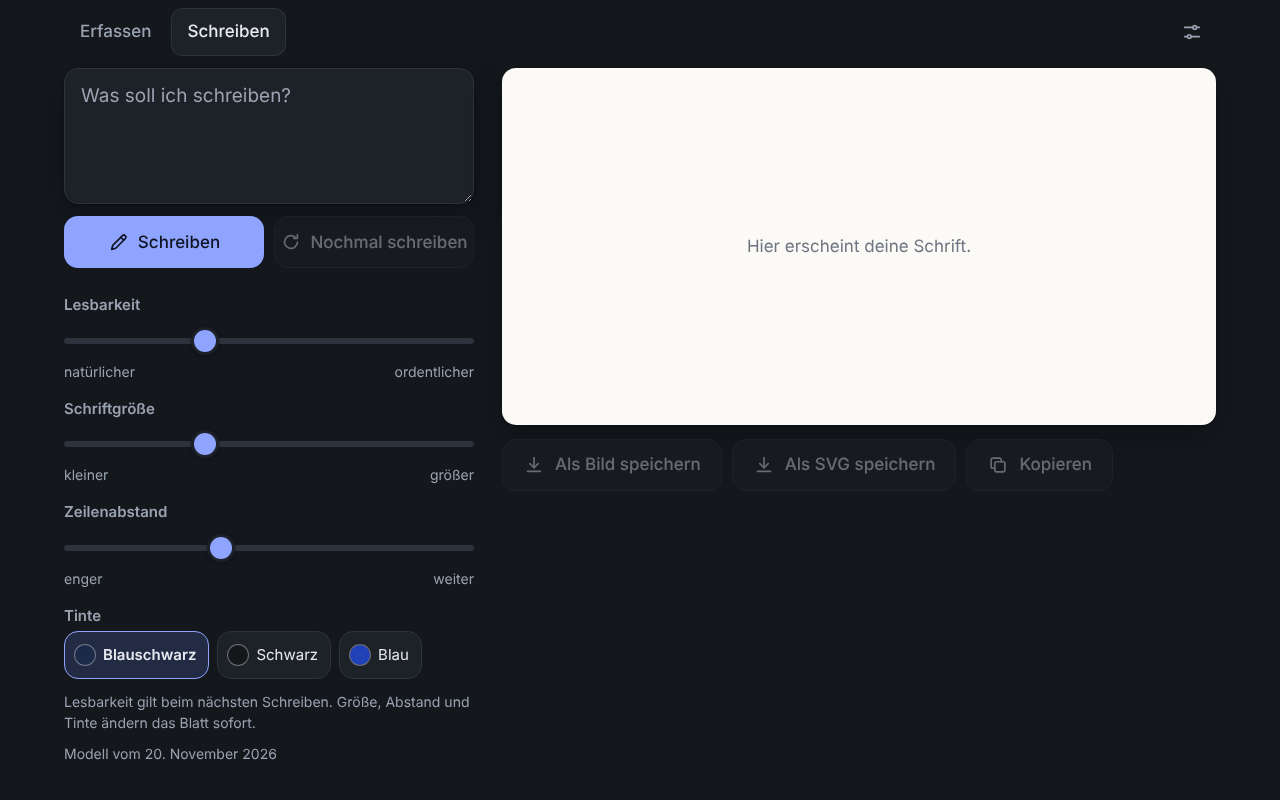 Erfassen
Schreiben
Was soll ich schreiben?
Schreiben
Nochmal schreiben
Lesbarkeit
natürlicher
ordentlicher
Schriftgröße
kleiner
größer
Zeilenabstand
enger
weiter
Tinte
Blauschwarz
Schwarz
Blau
Lesbarkeit gilt beim nächsten Schreiben. Größe, Abstand und
Tinte ändern das Blatt sofort.
Modell vom 20. November 2026
Hier erscheint deine Schrift.
Als Bild speichern
Als SVG speichern
Kopieren